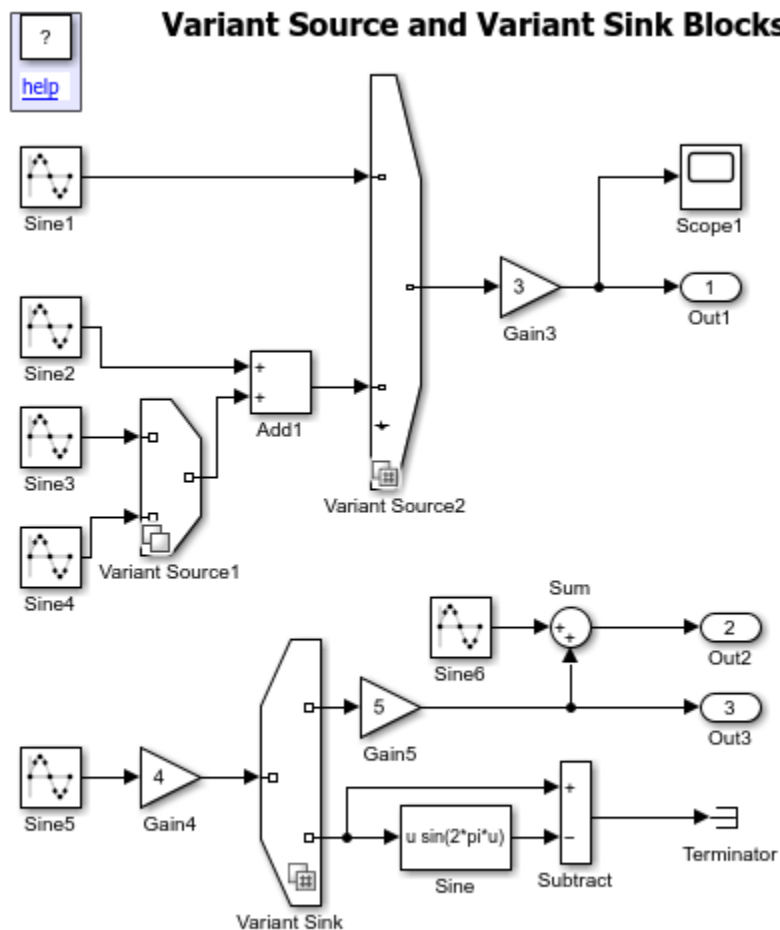 Variant Source and Variant Sink Blocks
?
help
Sine1
Scope1
3
Gain3
1
Out1
Sine2
+
+
Add1
Sine3
Variant Source2
Variant Source1
Sine4
Sum
+
+
2
Out2
Sine6
5
Gain5
3
Out3
Sine5
4
Gain4
+
u sin(2*pi*u)
−
Sine
Subtract
Terminator
Variant Sink